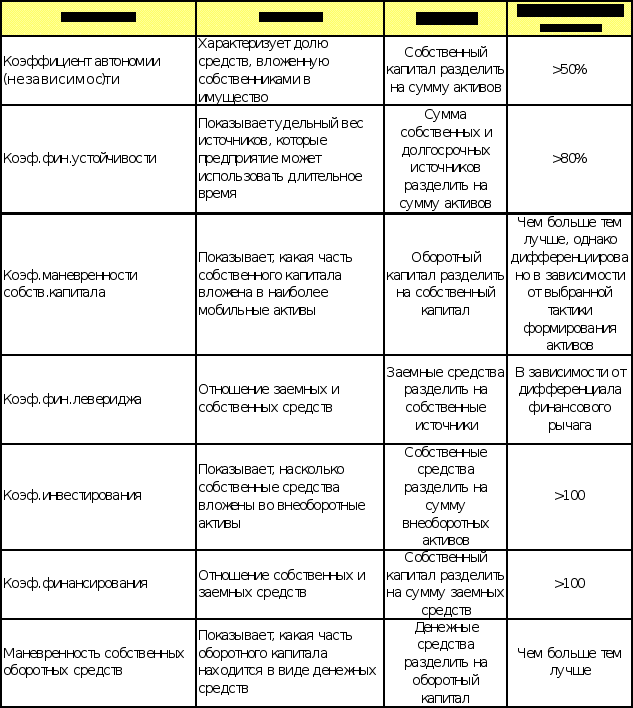 Коэффициент автономии
(независимос)ти
Характеризует долю
средств, вложенную
собственниками в
имущество
Собственный
капитал разделить
на сумму активов
>50%
Коэф.фин.устойчивости
Показывает удельный вес
источников, которые
предприятие может
использовать длительное
время
Сумма
собственных и
долгосрочных
источников
разделить на
сумму активов
>80%
Коэф.маневренности
собств.капитала
Показывает, какая часть
собственного капитала
вложена в наиболее
мобильные активы
Оборотный
капитал разделить
на собственный
капитал
Чем больше тем
лучше, однако
дифференциирова
но в зависимости
от выбранной
тактики
формирования
активов
Коэф.фин.левериджа
Отношение заемных и
собственных средств
Заемные средства
разделить на
собственные
источники
В зависимости от
дифференциала
финансового
рычага
Коэф.инвестирования
Показывает, насколько
собственные средства
вложены во внеоборотные
активы
Собственные
средства
разделить на
сумму
внеоборотных
активов
>100
Коэф.финансирования
Отношение собственных и
заемных средств
Собственный
капитал разделить
на сумму заемных
средств
>100
Маневренность собственных
оборотных средств
Показывает, какая часть
оборотного капитала
находится в виде денежных
средств
Денежные
средства
разделить на
оборотный
капитал
Чем больше тем
лучше